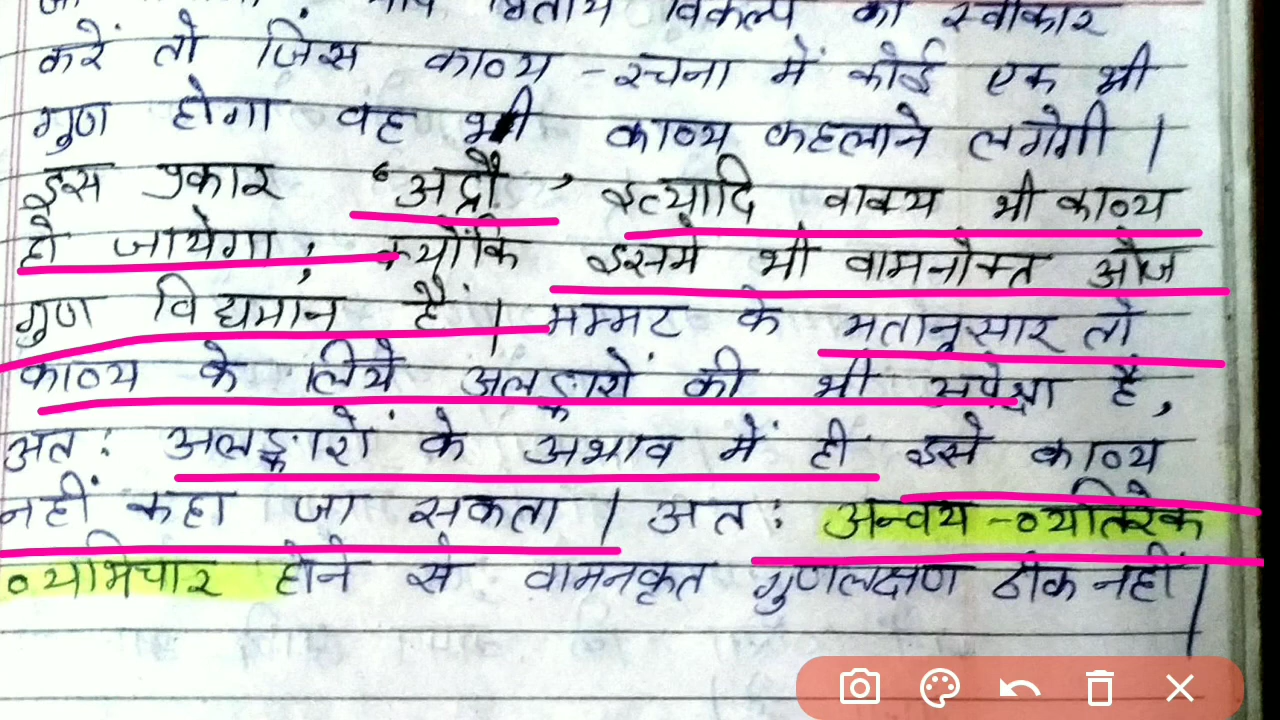 द्वितीय विकल्प को स्वीकार
करें तो जिस काव्य - रचना में कोई एक भी
गुण होगा वह भी काव्य कहलाने लगेगी ।
इस प्रकार 'अद्रौ' इत्यादि वाक्य भी काव्य
हो जायेगा ; क्योंकि इसमें भी वामनोक्त ओज
गुण विद्यमान है । मम्मट के मतानुसार तो
काव्य के लिये अलङ्कारों की भी अपेक्षा है,
अत: अलङ्कारों के अभाव में ही इसे काव्य
नहीं कहा जा सकता । अत: अन्वय - व्यतिरेक
व्यभिचार होने से वामनकृत गुणलक्षण ठीक नहीं ।